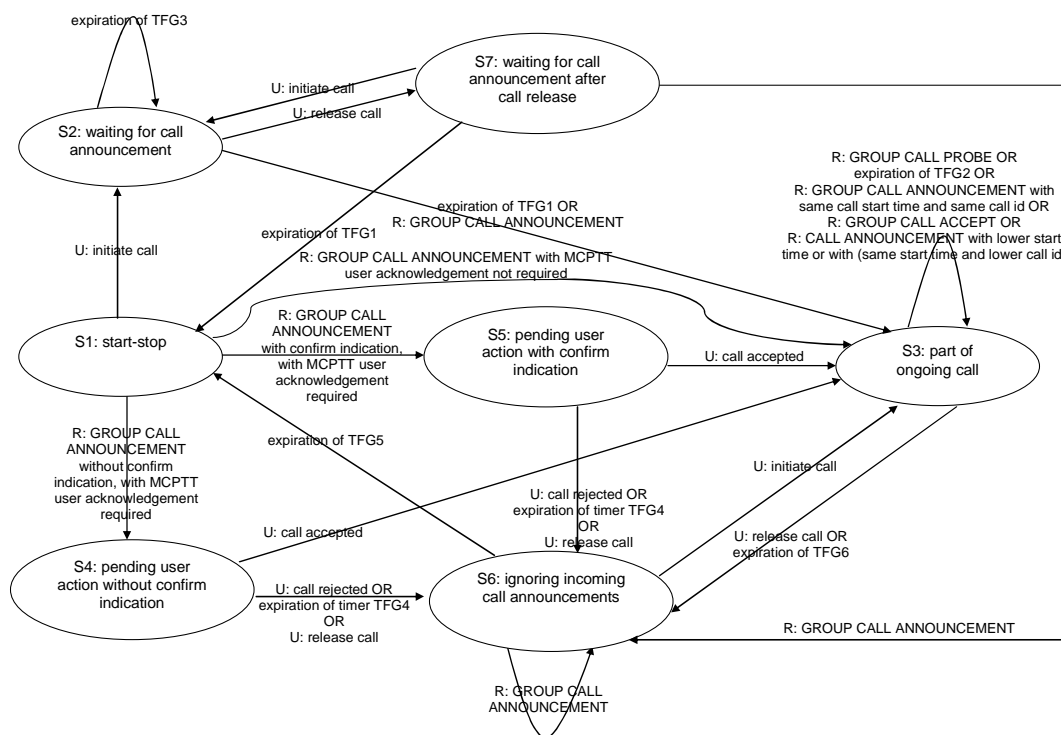 expiration of TFG3
S7: waiting for call
announcement after
call release
U: initiate call
U: release call
S2: waiting for call
announcement
R: GROUP CALL PROBE OR
expiration of TFG2 OR
R: GROUP CALL ANNOUNCEMENT with
same call start time and same call id OR
R: GROUP CALL ACCEPT OR
R: CALL ANNOUNCEMENT with lower start
time or with (same start time and lower call id
expiration of TFG1 OR
R: GROUP CALL ANNOUNCEMENT
expiration of TFG1
U: initiate call
R: GROUP CALL ANNOUNCEMENT with MCPTT
user acknowledgement not required
S1: start-stop
R: GROUP CALL
ANNOUNCEMENT
with confirm indication,
with MCPTT user
acknowledgement
required
S5: pending user
action with confirm
indication
U: call accepted
S3: part of
ongoing call
R: GROUP CALL
ANNOUNCEMENT
without confirm
indication, with MCPTT
user acknowledgement
required
expiration of TFG5
U: initiate call
U: call rejected OR
expiration of timer TFG4
OR
U: release call
U: call accepted
U: release call OR
expiration of TFG6
S4: pending user
action without confirm
indication
U: call rejected OR
expiration of timer TFG4
OR
U: release call
S6: ignoring incoming
call announcements
R: GROUP CALL ANNOUNCEMENT
R: GROUP CALL
ANNOUNCEMENT